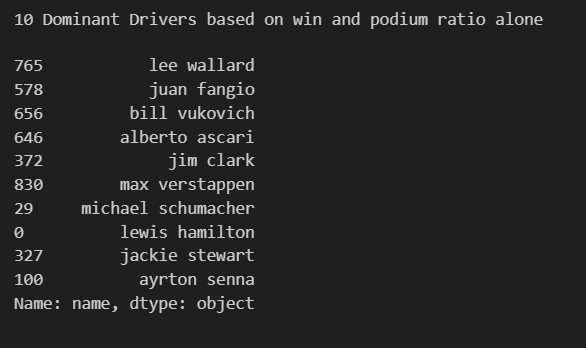 10 Dominant Drivers based on win and podium ratio alone
765 lee wallard
578 juan fangio
656 bill vukovich
646 alberto ascari
372 jim clark
830 max verstappen
29 michael schumacher
0 lewis hamilton
327 jackie stewart
100 ayrton senna
Name: name, dtype: object